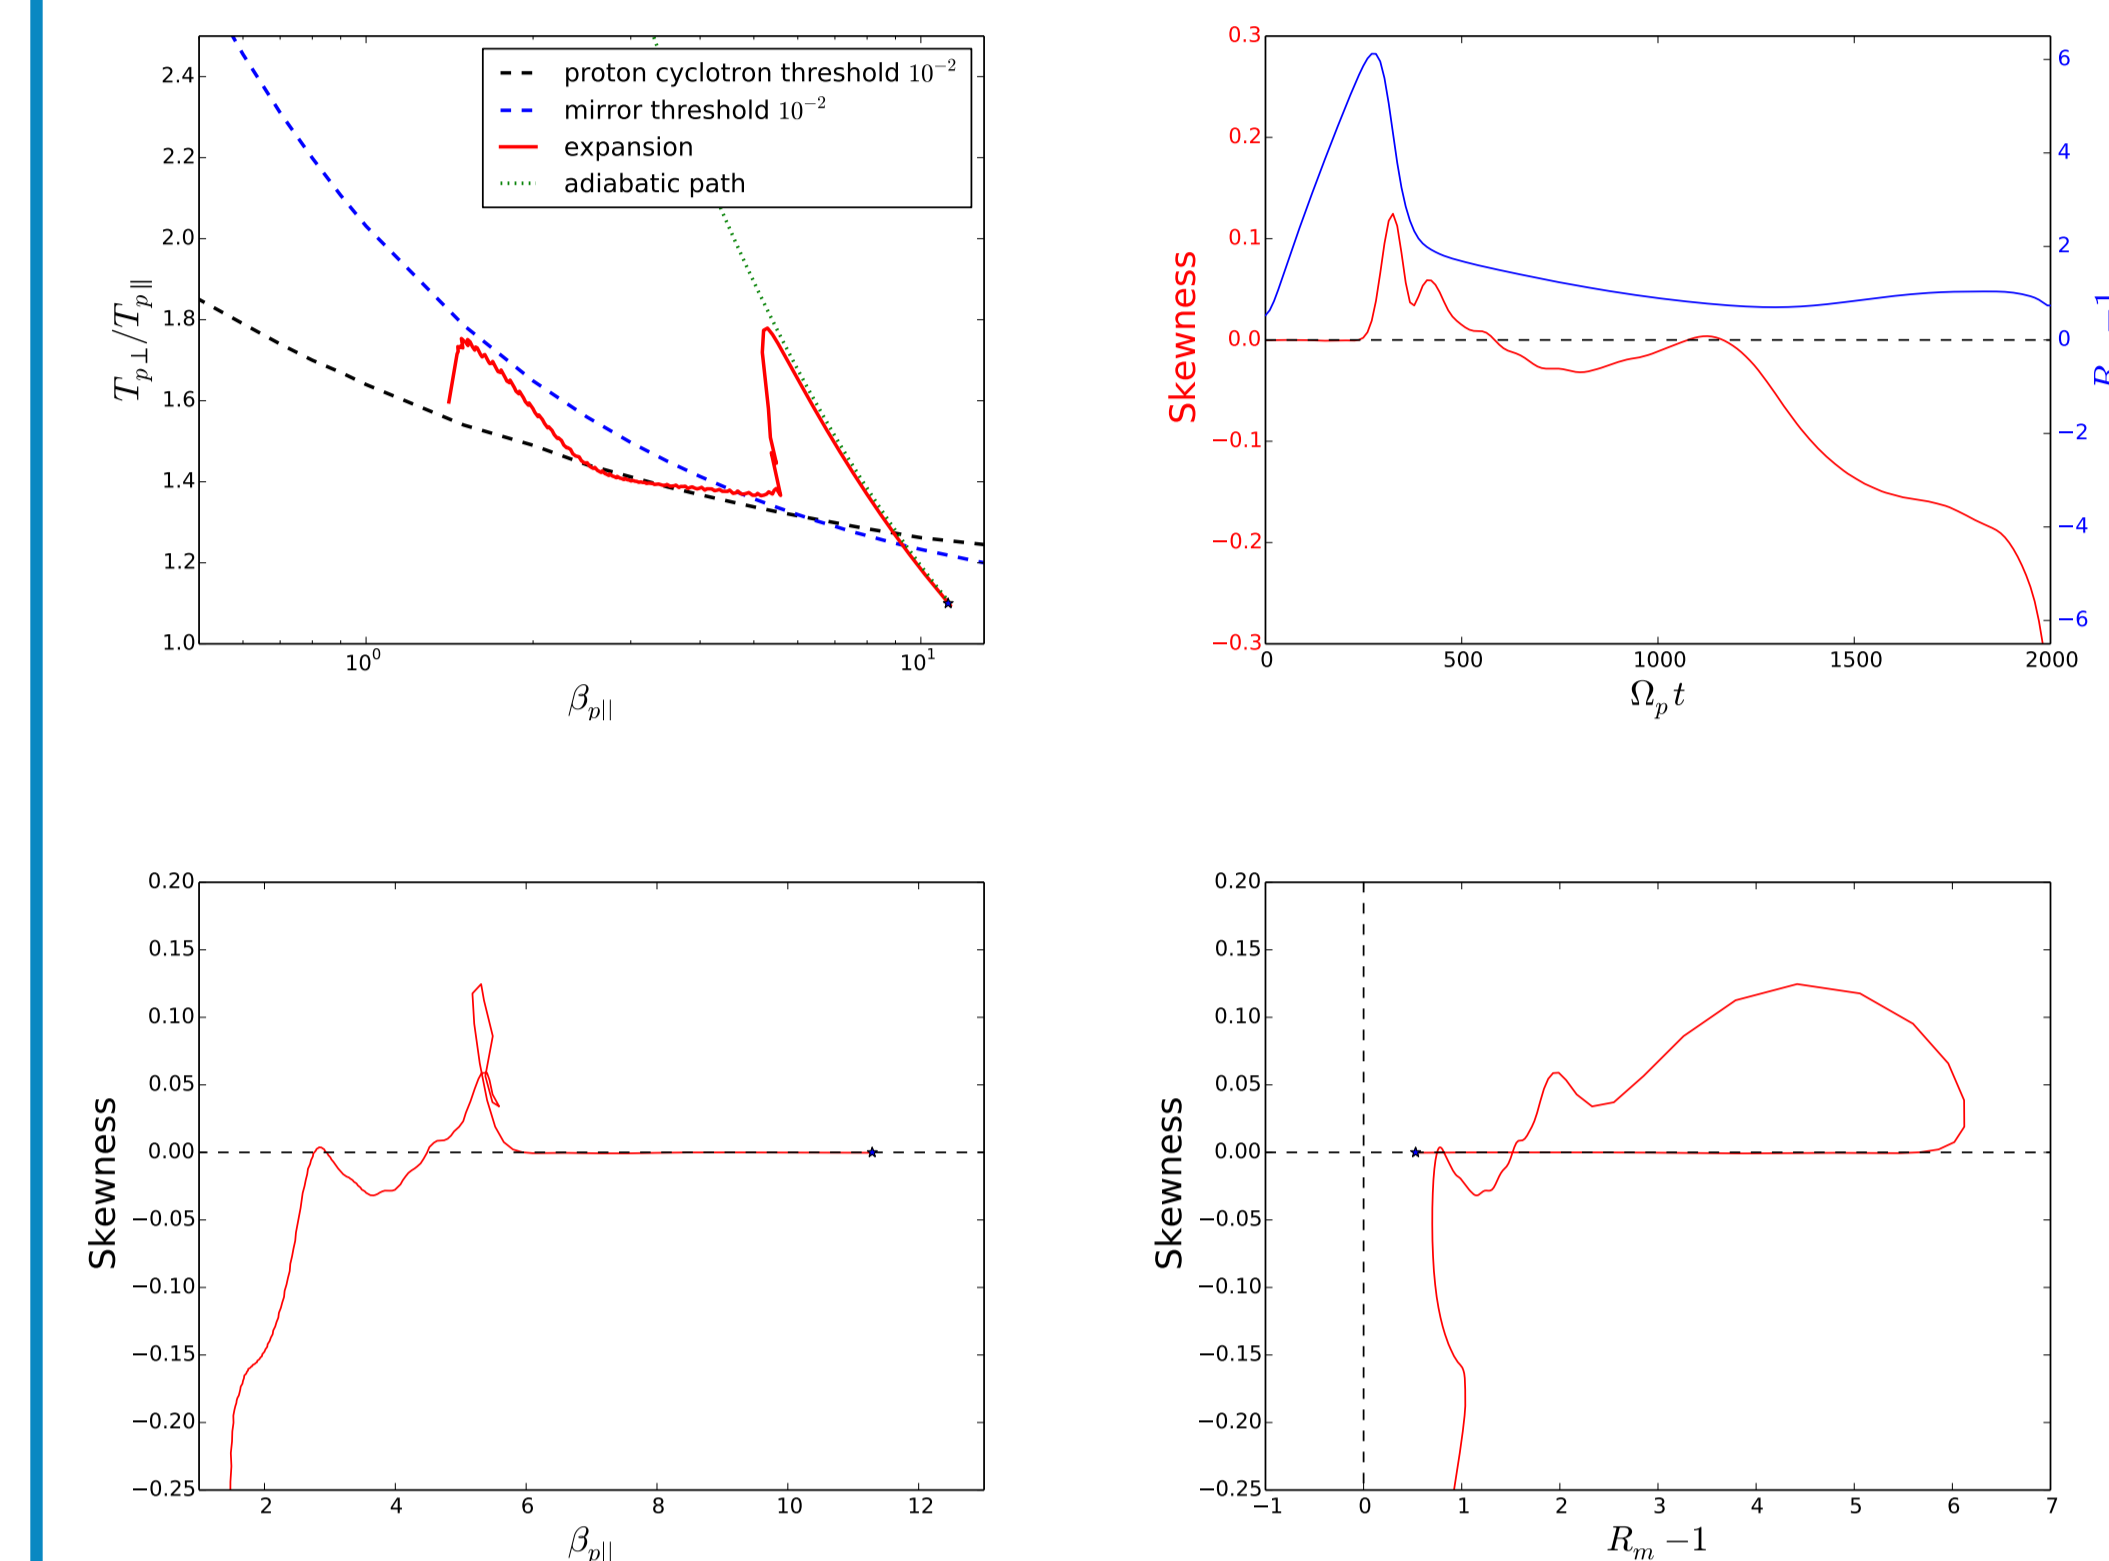 2.4
2.2
2.0
1.8
1.6
1.4
1.2
1.0
T_{p⊥}/T_{p∥}
proton cyclotron threshold 10⁻²
mirror threshold 10⁻²
expansion
adiabatic path
10⁰ 10¹
β_{p||}
0.3
0.2
0.1
0.0
−0.1
−0.2
−0.3
Skewness
6
4
2
0
−2
−4
−6
0 500 1000 1500 2000
Ω_p t
0.20
0.15
0.10
0.05
0.00
−0.05
−0.10
−0.15
−0.20
−0.25
Skewness
2 4 6 8 10 12
β_{p||}
0.20
0.15
0.10
0.05
0.00
−0.05
−0.10
−0.15
−0.20
−0.25
Skewness
−1 0 1 2 3 4 5 6 7
R_m −1